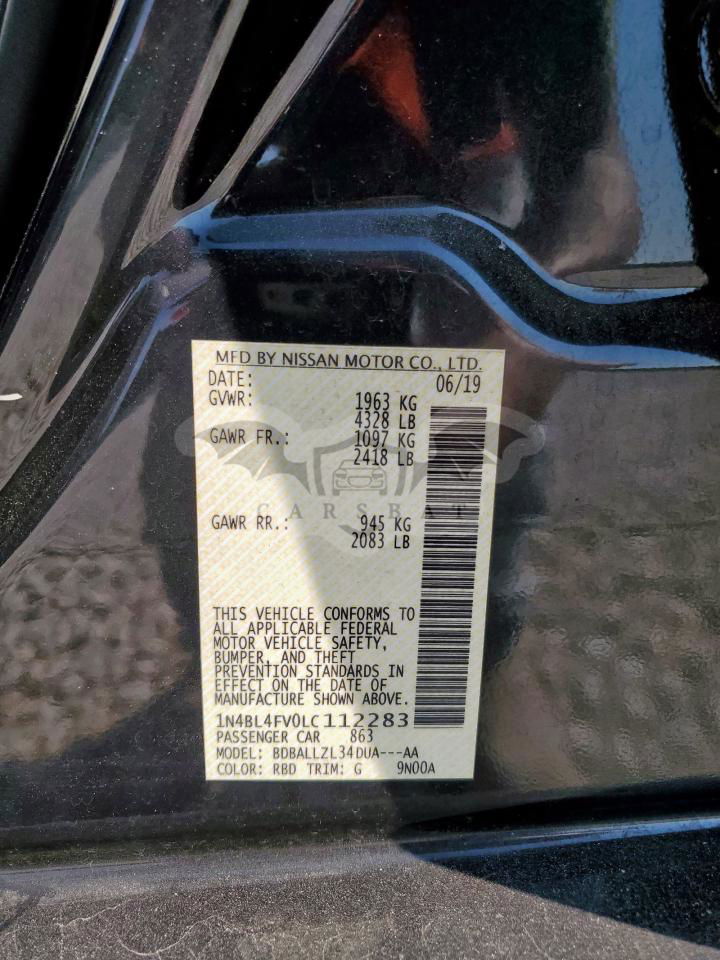 MFD BY NISSAN MOTOR CO., LTD.
DATE: 06/19
GVWR: 1963 KG
4328 LB
GAWR FR.: 1097 KG
2418 LB
CARSBAT
GAWR RR.: 945 KG
2083 LB
THIS VEHICLE CONFORMS TO
ALL APPLICABLE FEDERAL
MOTOR VEHICLE SAFETY,
BUMPER, AND THEFT
PREVENTION STANDARDS IN
EFFECT ON THE DATE OF
MANUFACTURE SHOWN ABOVE.
1N4BL4FV0LC112283
PASSENGER CAR 863
MODEL: BDBALLZL34DUA---AA
COLOR: RBD TRIM: G 9N00A